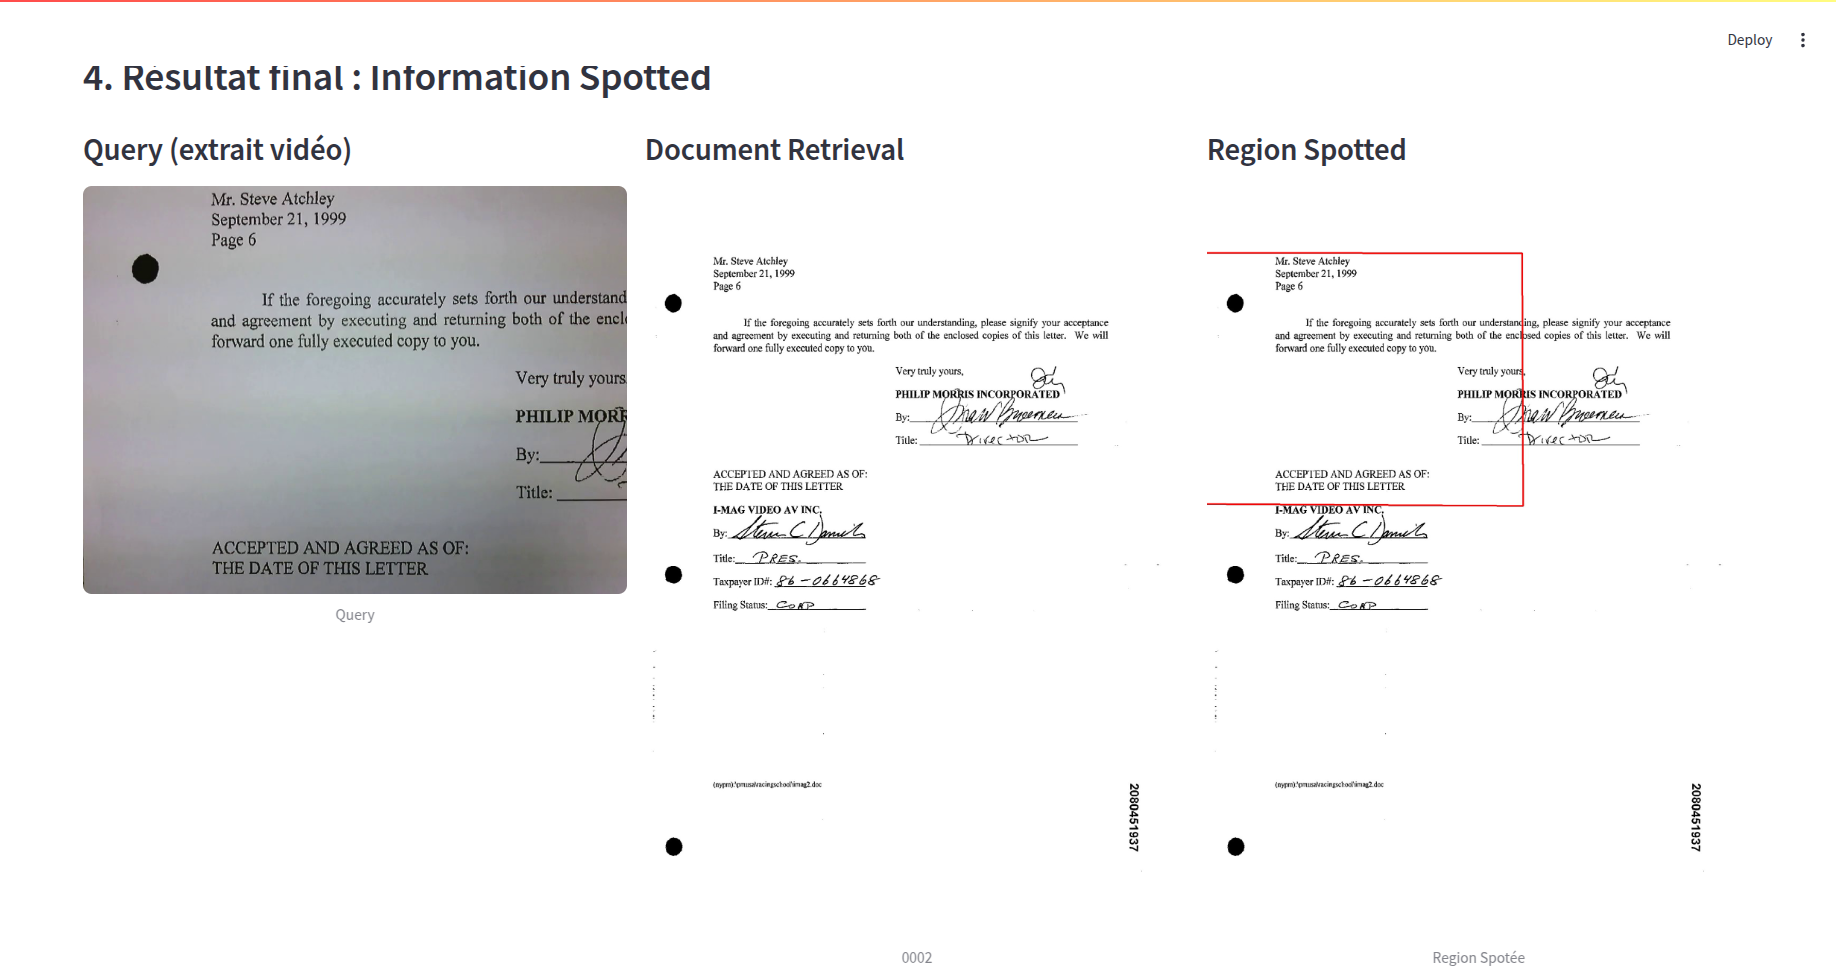 Deploy
4. Résultat final : Information Spotted
Query (extrait vidéo)
Mr. Steve Atchley
September 21, 1999
Page 6
If the foregoing accurately sets forth our understand
and agreement by executing and returning both of the encl
forward one fully executed copy to you.
Very truly yours
PHILIP MORR
By:
Title:
ACCEPTED AND AGREED AS OF:
THE DATE OF THIS LETTER
Query
Document Retrieval
Mr. Steve Atchley
September 21, 1999
Page 6
If the foregoing accurately sets forth our understanding, please signify your acceptance
and agreement by executing and returning both of the enclosed copies of this letter. We will
forward one fully executed copy to you.
Very truly yours,
PHILIP MORRIS INCORPORATED
By:
Title: Director
ACCEPTED AND AGREED AS OF:
THE DATE OF THIS LETTER
I-MAG VIDEO AV INC.
By:
Title: PRES.
Taxpayer ID#: 86-0664868
Filing Status: CORP
2080451937
0002
Region Spotted
Mr. Steve Atchley
September 21, 1999
Page 6
If the foregoing accurately sets forth our understanding, please signify your acceptance
and agreement by executing and returning both of the enclosed copies of this letter. We will
forward one fully executed copy to you.
Very truly yours,
PHILIP MORRIS INCORPORATED
By:
Title: Director
ACCEPTED AND AGREED AS OF:
THE DATE OF THIS LETTER
I-MAG VIDEO AV INC.
By:
Title: PRES.
Taxpayer ID#: 86-0664868
Filing Status: CORP
2080451937
Region Spotée